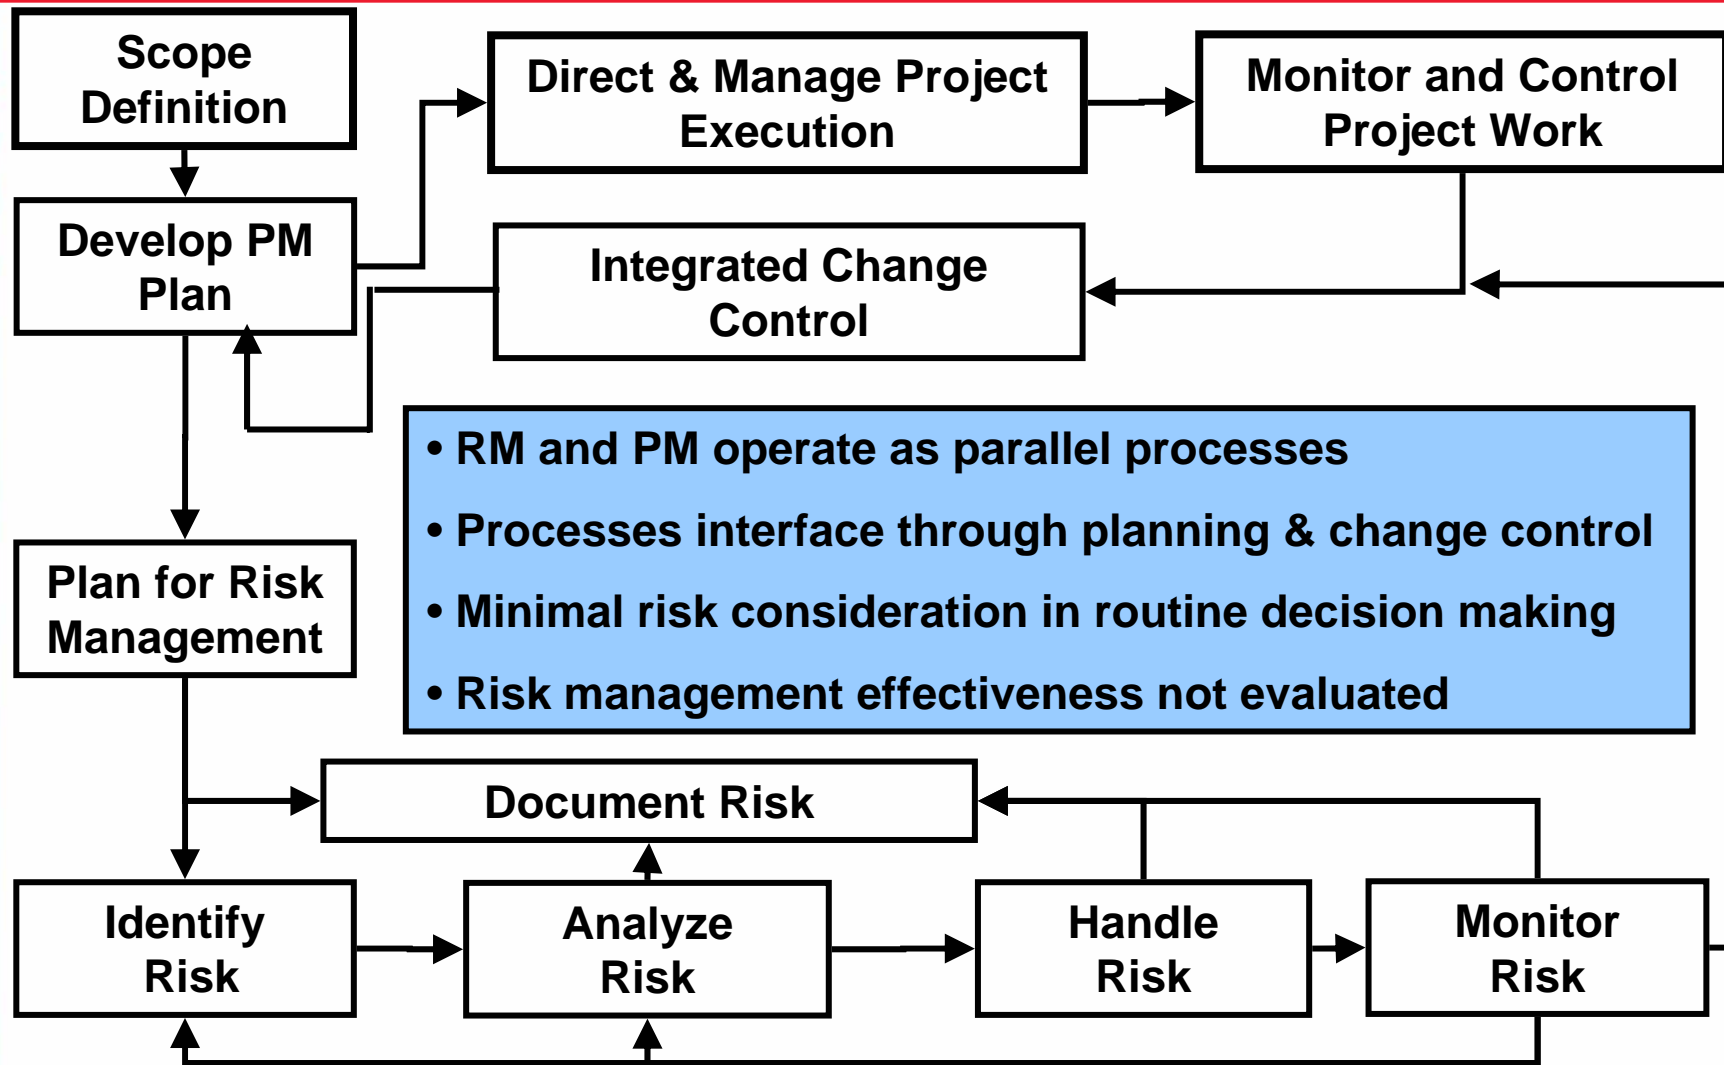 Scope
Definition
Direct & Manage Project
Execution
Monitor and Control
Project Work
Develop PM
Plan
Integrated Change
Control
• RM and PM operate as parallel processes
• Processes interface through planning & change control
• Minimal risk consideration in routine decision making
• Risk management effectiveness not evaluated
Plan for Risk
Management
Document Risk
Identify
Risk
Analyze
Risk
Handle
Risk
Monitor
Risk